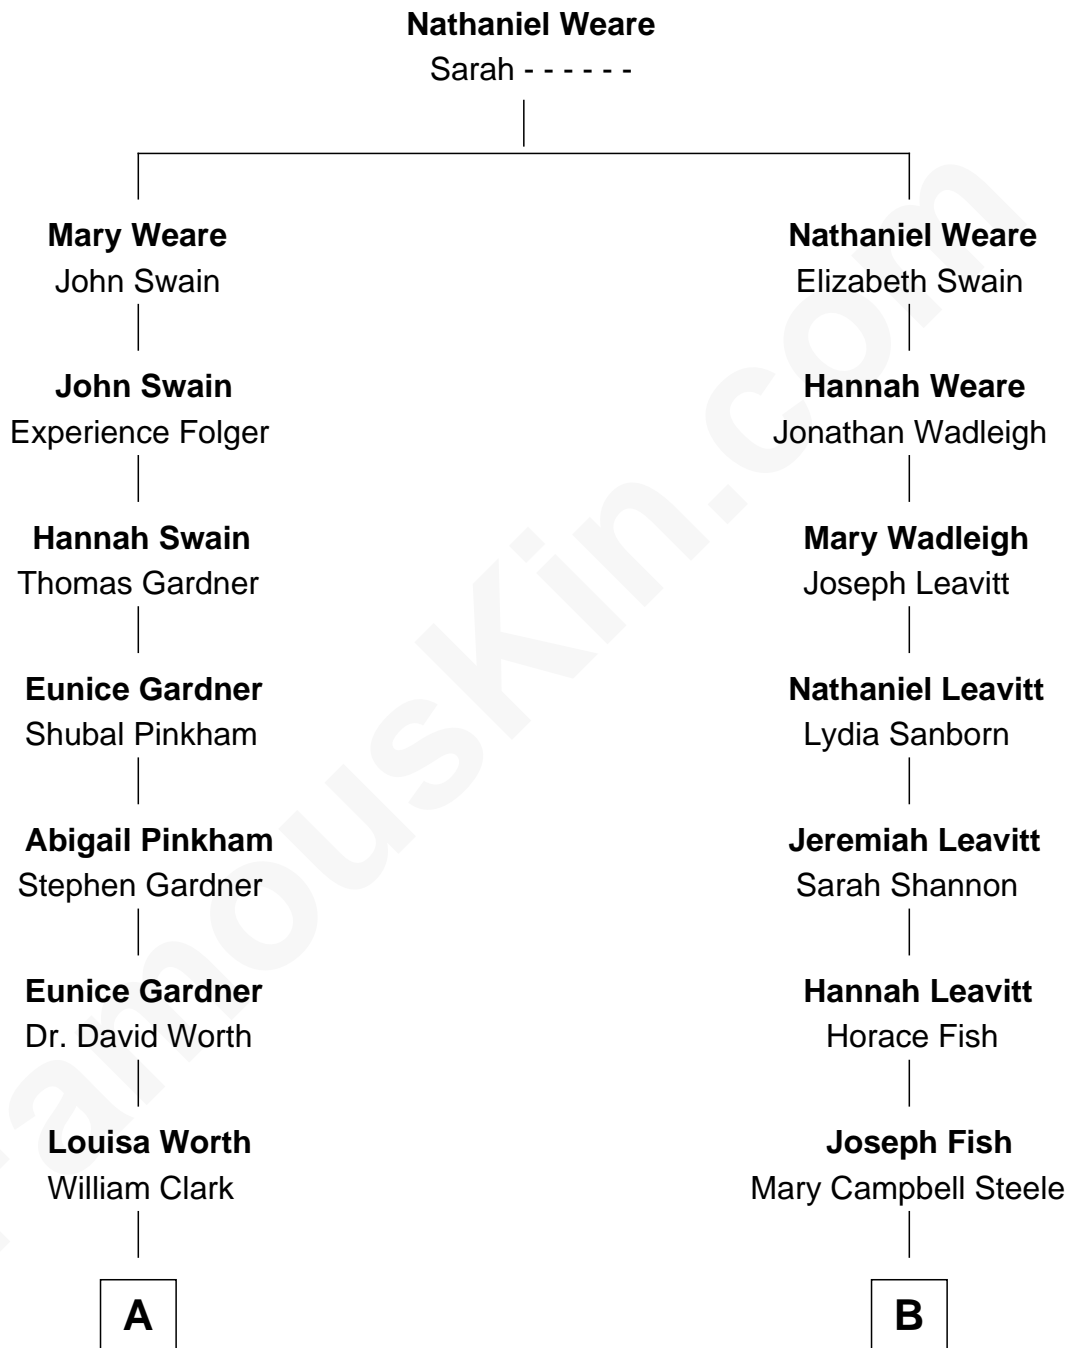 Nathaniel Weare
Sarah - - - - - -
Mary Weare
John Swain
Nathaniel Weare
Elizabeth Swain
John Swain
Experience Folger
Hannah Weare
Jonathan Wadleigh
Hannah Swain
Thomas Gardner
Mary Wadleigh
Joseph Leavitt
Eunice Gardner
Shubal Pinkham
Nathaniel Leavitt
Lydia Sanborn
Abigail Pinkham
Stephen Gardner
Jeremiah Leavitt
Sarah Shannon
Eunice Gardner
Dr. David Worth
Hannah Leavitt
Horace Fish
Louisa Worth
William Clark
Joseph Fish
Mary Campbell Steele
A
B
FamousKin.com